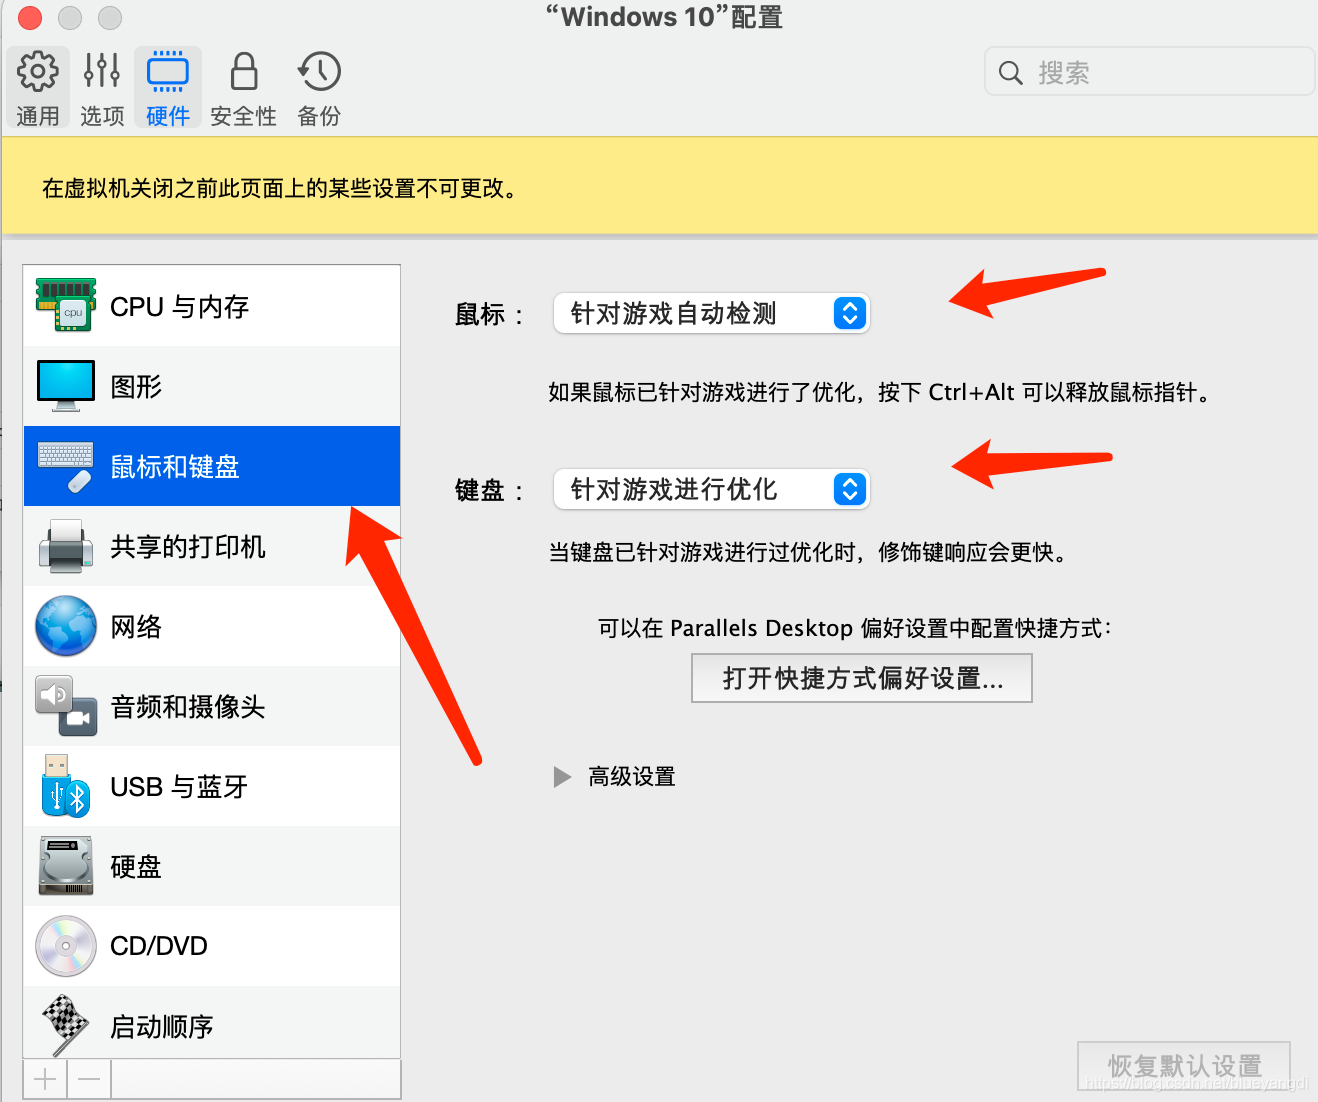 “Windows 10”配置
通用 选项 硬件 安全性 备份
搜索
在虚拟机关闭之前此页面上的某些设置不可更改。
cpu
CPU 与内存
图形
鼠标和键盘
共享的打印机
网络
音频和摄像头
USB 与蓝牙
硬盘
CD/DVD
启动顺序
鼠标：
针对游戏自动检测
如果鼠标已针对游戏进行了优化，按下 Ctrl+Alt 可以释放鼠标指针。
键盘：
针对游戏进行优化
当键盘已针对游戏进行过优化时，修饰键响应会更快。
可以在 Parallels Desktop 偏好设置中配置快捷方式：
打开快捷方式偏好设置...
高级设置
恢复默认设置
https://blog.csdn.net/blueyangdi